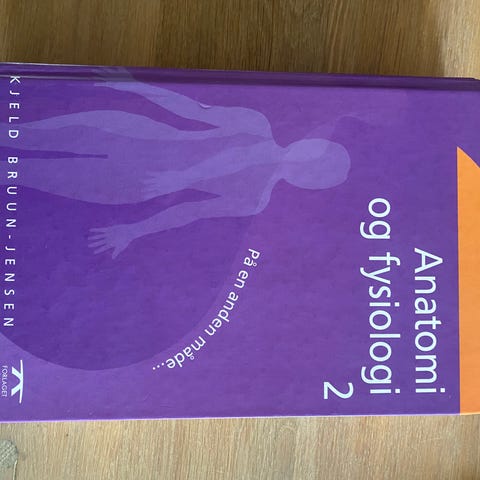 Anatomi
og fysiologi
2
På en anden måde...
KJELD BRUUN-JENSEN
FORLAGET